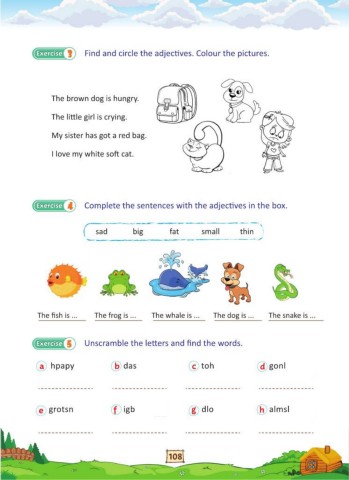 Exercise 3 Find and circle the adjectives. Colour the pictures.
The brown dog is hungry.
The little girl is crying.
My sister has got a red bag.
I love my white soft cat.
Exercise 4 Complete the sentences with the adjectives in the box.
sad big fat small thin
The fish is ... The frog is ... The whale is ... The dog is ... The snake is ...
Exercise 5 Unscramble the letters and find the words.
a hpapy b das c toh d gonl
e grotsn f igb g dlo h almsl
108